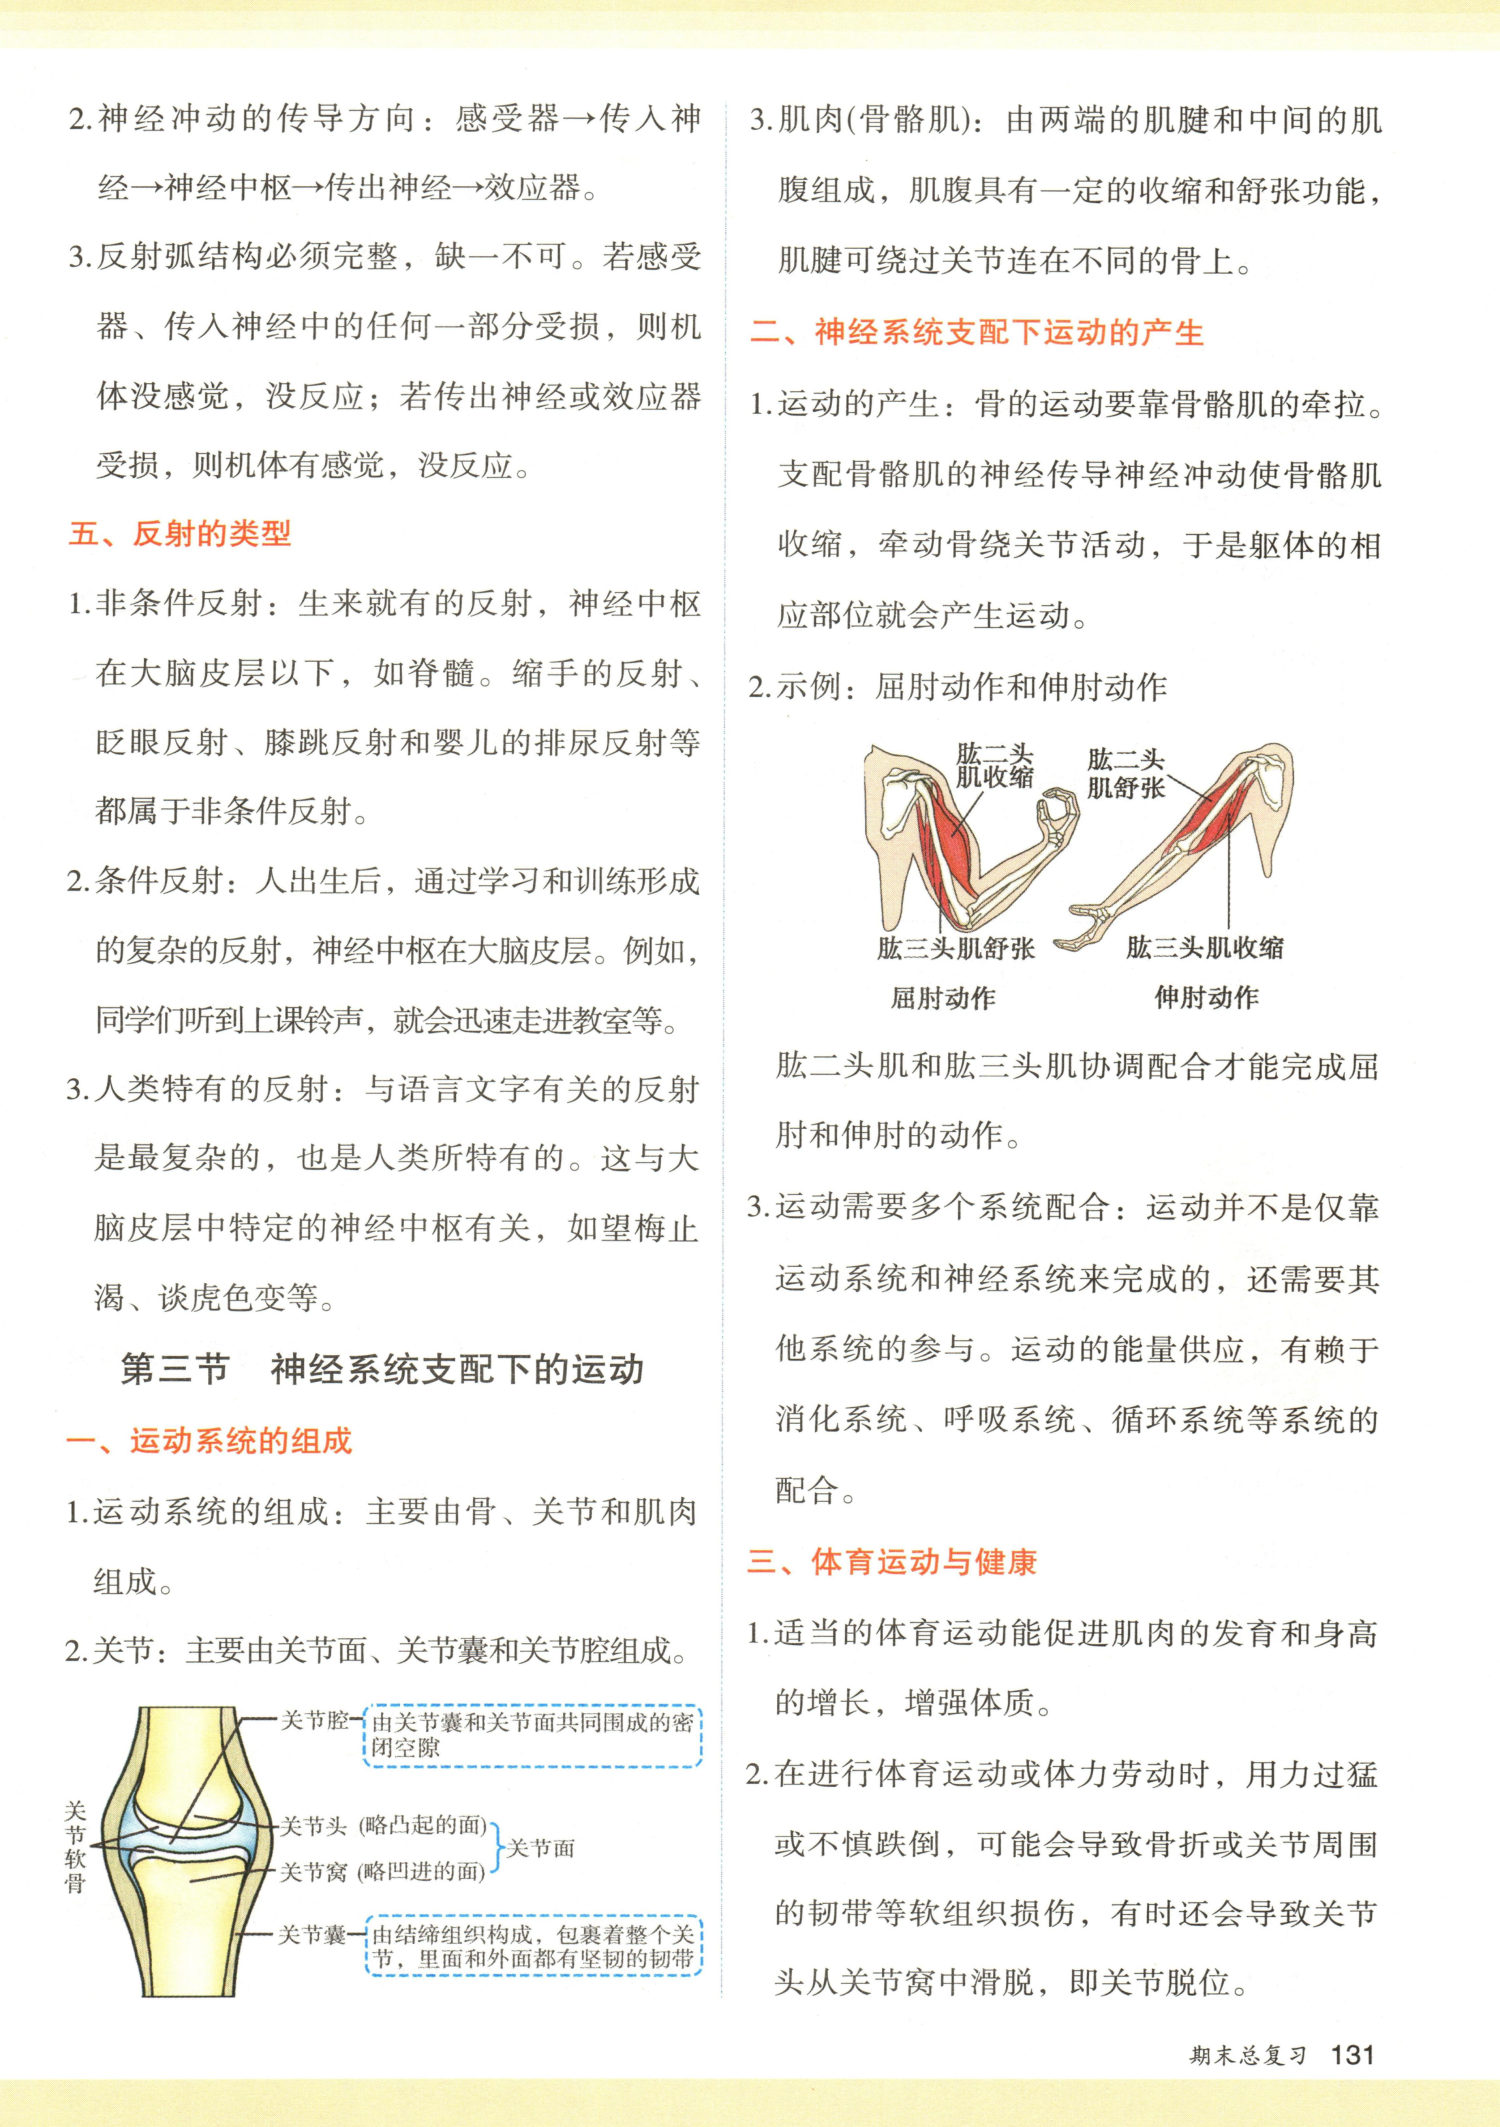 2.神经冲动的传导方向：感受器→传入神
经→神经中枢→传出神经→效应器。
3.反射弧结构必须完整，缺一不可。若感受
器、传入神经中的任何一部分受损，则机
体没感觉，没反应；若传出神经或效应器
受损，则机体有感觉，没反应。
五、反射的类型
1.非条件反射：生来就有的反射，神经中枢
在大脑皮层以下，如脊髓。缩手的反射、
眨眼反射、膝跳反射和婴儿的排尿反射等
都属于非条件反射。
2.条件反射：人出生后，通过学习和训练形成
的复杂的反射，神经中枢在大脑皮层。例如，
同学们听到上课铃声，就会迅速走进教室等。
3.人类特有的反射：与语言文字有关的反射
是最复杂的，也是人类所特有的。这与大
脑皮层中特定的神经中枢有关，如望梅止
渴、谈虎色变等。
第三节 神经系统支配下的运动
一、运动系统的组成
1.运动系统的组成：主要由骨、关节和肌肉
组成。
2.关节：主要由关节面、关节囊和关节腔组成。
关节腔
由关节囊和关节面共同围成的密
闭空隙
关节软骨
关节头 (略凸起的面)
关节面
关节窝 (略凹进的面)
关节囊
由结缔组织构成，包裹着整个关
节，里面和外面都有坚韧的韧带
3.肌肉(骨骼肌)：由两端的肌腱和中间的肌
腹组成，肌腹具有一定的收缩和舒张功能，
肌腱可绕过关节连在不同的骨上。
二、神经系统支配下运动的产生
1.运动的产生：骨的运动要靠骨骼肌的牵拉。
支配骨骼肌的神经传导神经冲动使骨骼肌
收缩，牵动骨绕关节活动，于是躯体的相
应部位就会产生运动。
2.示例：屈肘动作和伸肘动作
肱二头
肌收缩
肱二头
肌舒张
肱三头肌舒张
肱三头肌收缩
屈肘动作
伸肘动作
肱二头肌和肱三头肌协调配合才能完成屈
肘和伸肘的动作。
3.运动需要多个系统配合：运动并不是仅靠
运动系统和神经系统来完成的，还需要其
他系统的参与。运动的能量供应，有赖于
消化系统、呼吸系统、循环系统等系统的
配合。
三、体育运动与健康
1.适当的体育运动能促进肌肉的发育和身高
的增长，增强体质。
2.在进行体育运动或体力劳动时，用力过猛
或不慎跌倒，可能会导致骨折或关节周围
的韧带等软组织损伤，有时还会导致关节
头从关节窝中滑脱，即关节脱位。
期末总复习 131